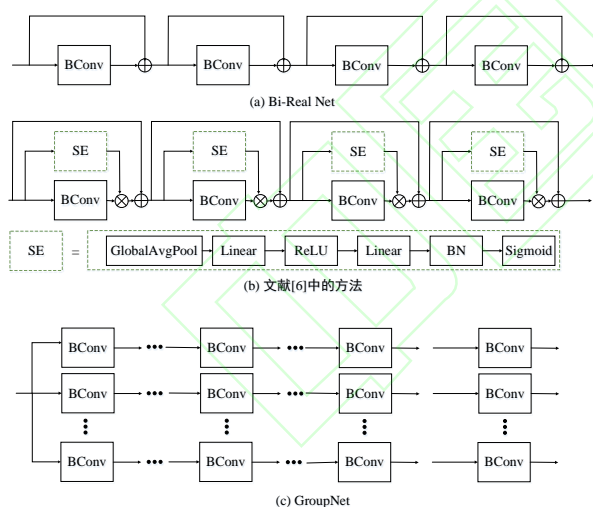 BConv BConv BConv BConv
(a) Bi-Real Net
SE SE SE SE
BConv BConv BConv BConv
SE = GlobalAvgPool Linear ReLU Linear BN Sigmoid
(b) 文献[6]中的方法
BConv ••• BConv ••• BConv BConv
BConv ••• BConv ••• BConv BConv
BConv ••• BConv ••• BConv BConv
(c) GroupNet